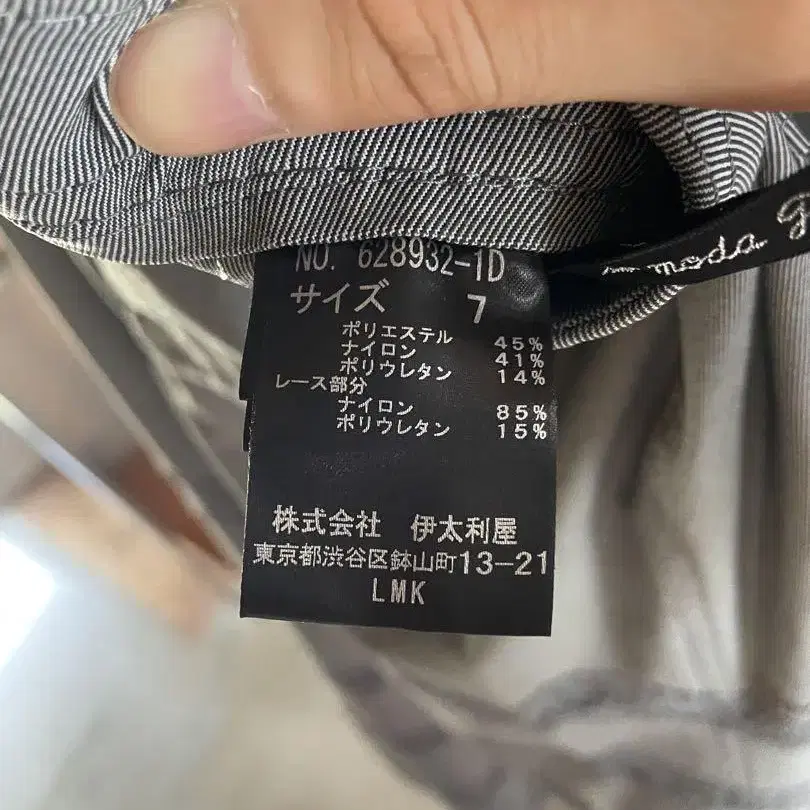 moda
NO. 628932-1D
サイズ 7
ポリエステル 45%
ナイロン 41%
ポリウレタン 14%
レース部分
ナイロン 85%
ポリウレタン 15%
株式会社 伊太利屋
東京都渋谷区鉢山町13-21
LMK